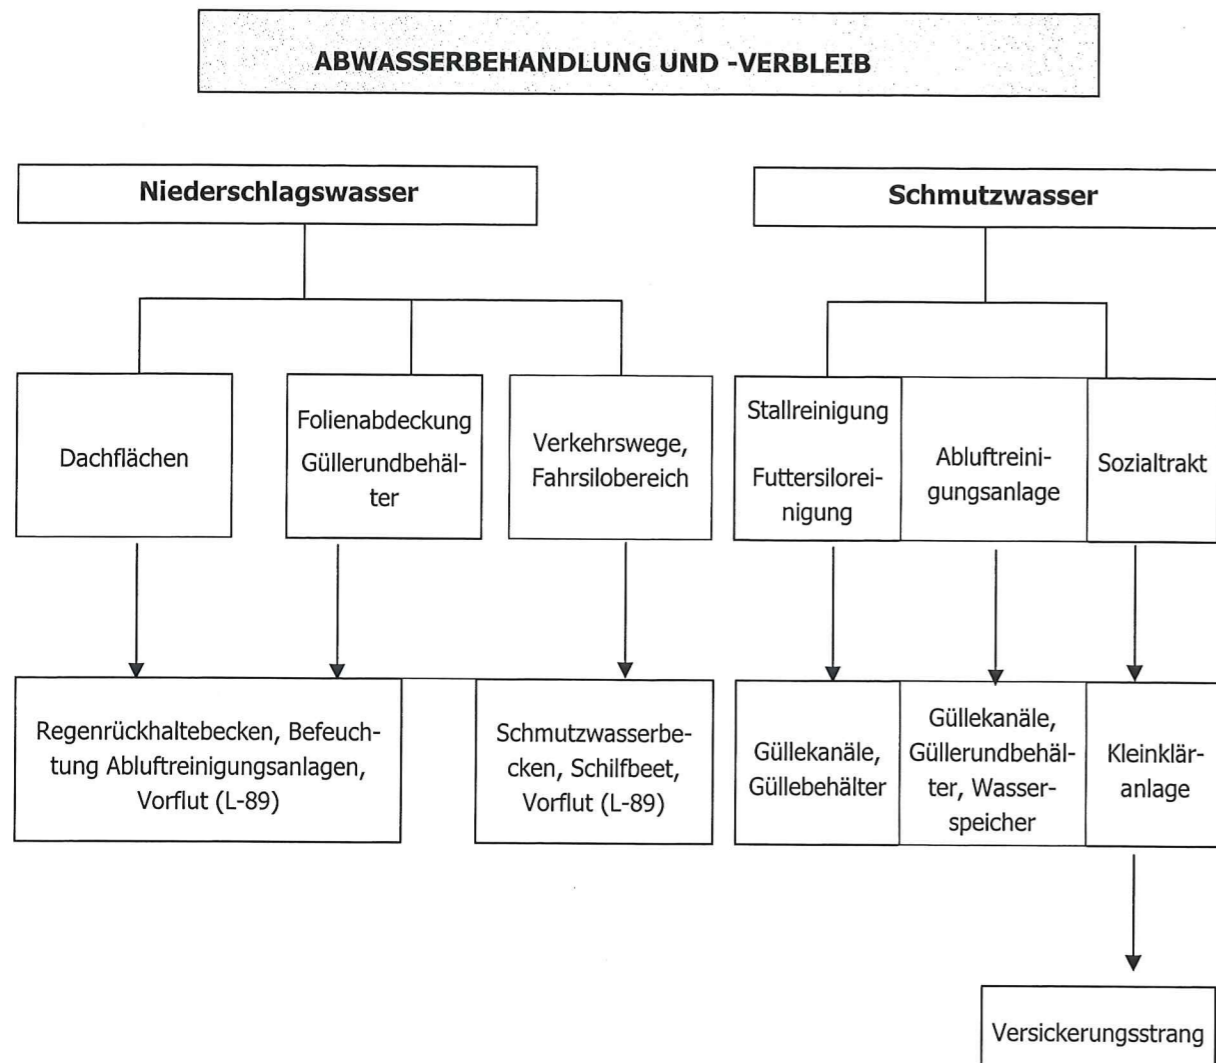 ABWASSERBEHANDLUNG UND -VERBLEIB
Niederschlagswasser
Schmutzwasser
Dachflächen
Folienabdeckung
Güllerundbehäl-
ter
Verkehrswege,
Fahrsilobereich
Stallreinigung
Futtersilorei-
nigung
Abluftreini-
gungsanlage
Sozialtrakt
Regenrückhaltebecken, Befeuch-
tung Abluftreinigungsanlagen,
Vorflut (L-89)
Schmutzwasserbe-
cken, Schilfbeet,
Vorflut (L-89)
Güllekanäle,
Güllebehälter
Güllekanäle,
Güllerundbehäl-
ter, Wasser-
speicher
Kleinklär-
anlage
Versickerungsstrang